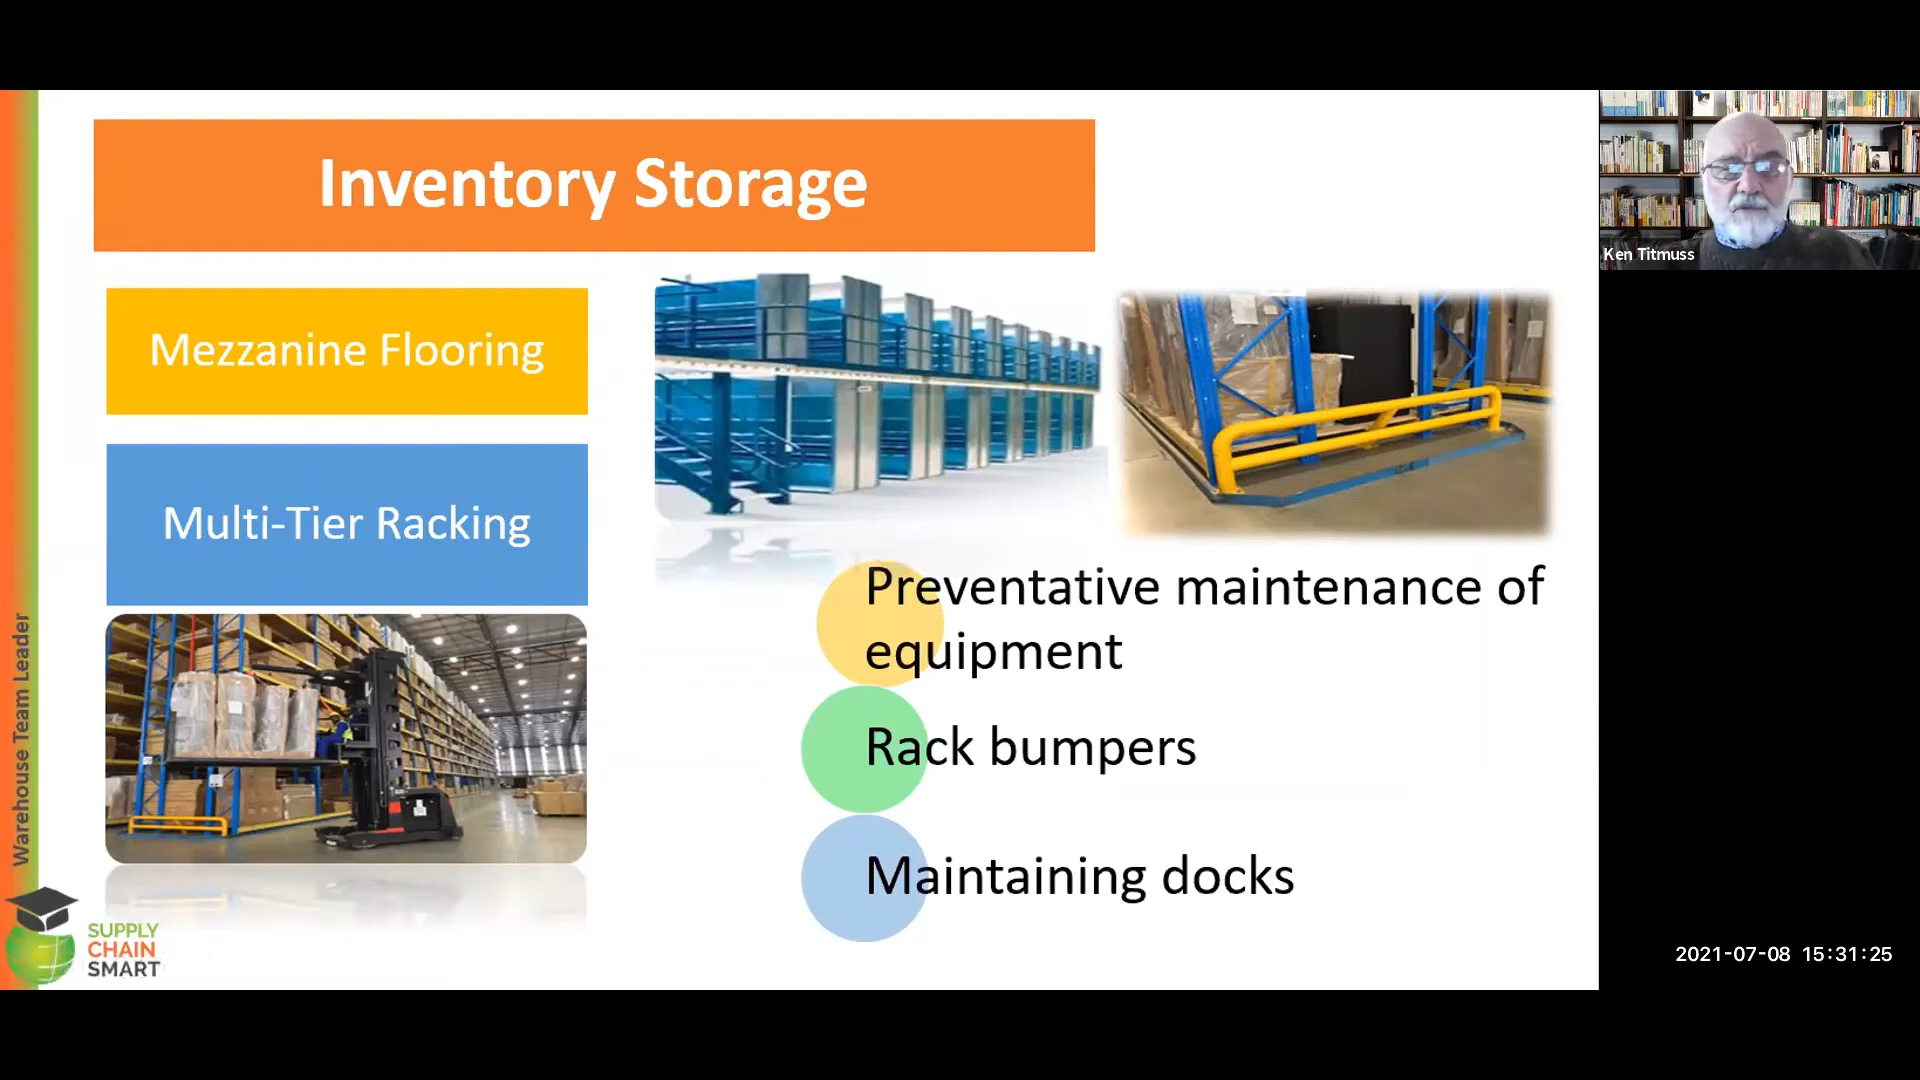 Inventory Storage
Mezzanine Flooring
Multi-Tier Racking
Preventative maintenance of
equipment
Rack bumpers
Maintaining docks
Warehouse Team Leader
SUPPLY
CHAIN
SMART
Ken Titmuss
2021-07-08 15:31:25